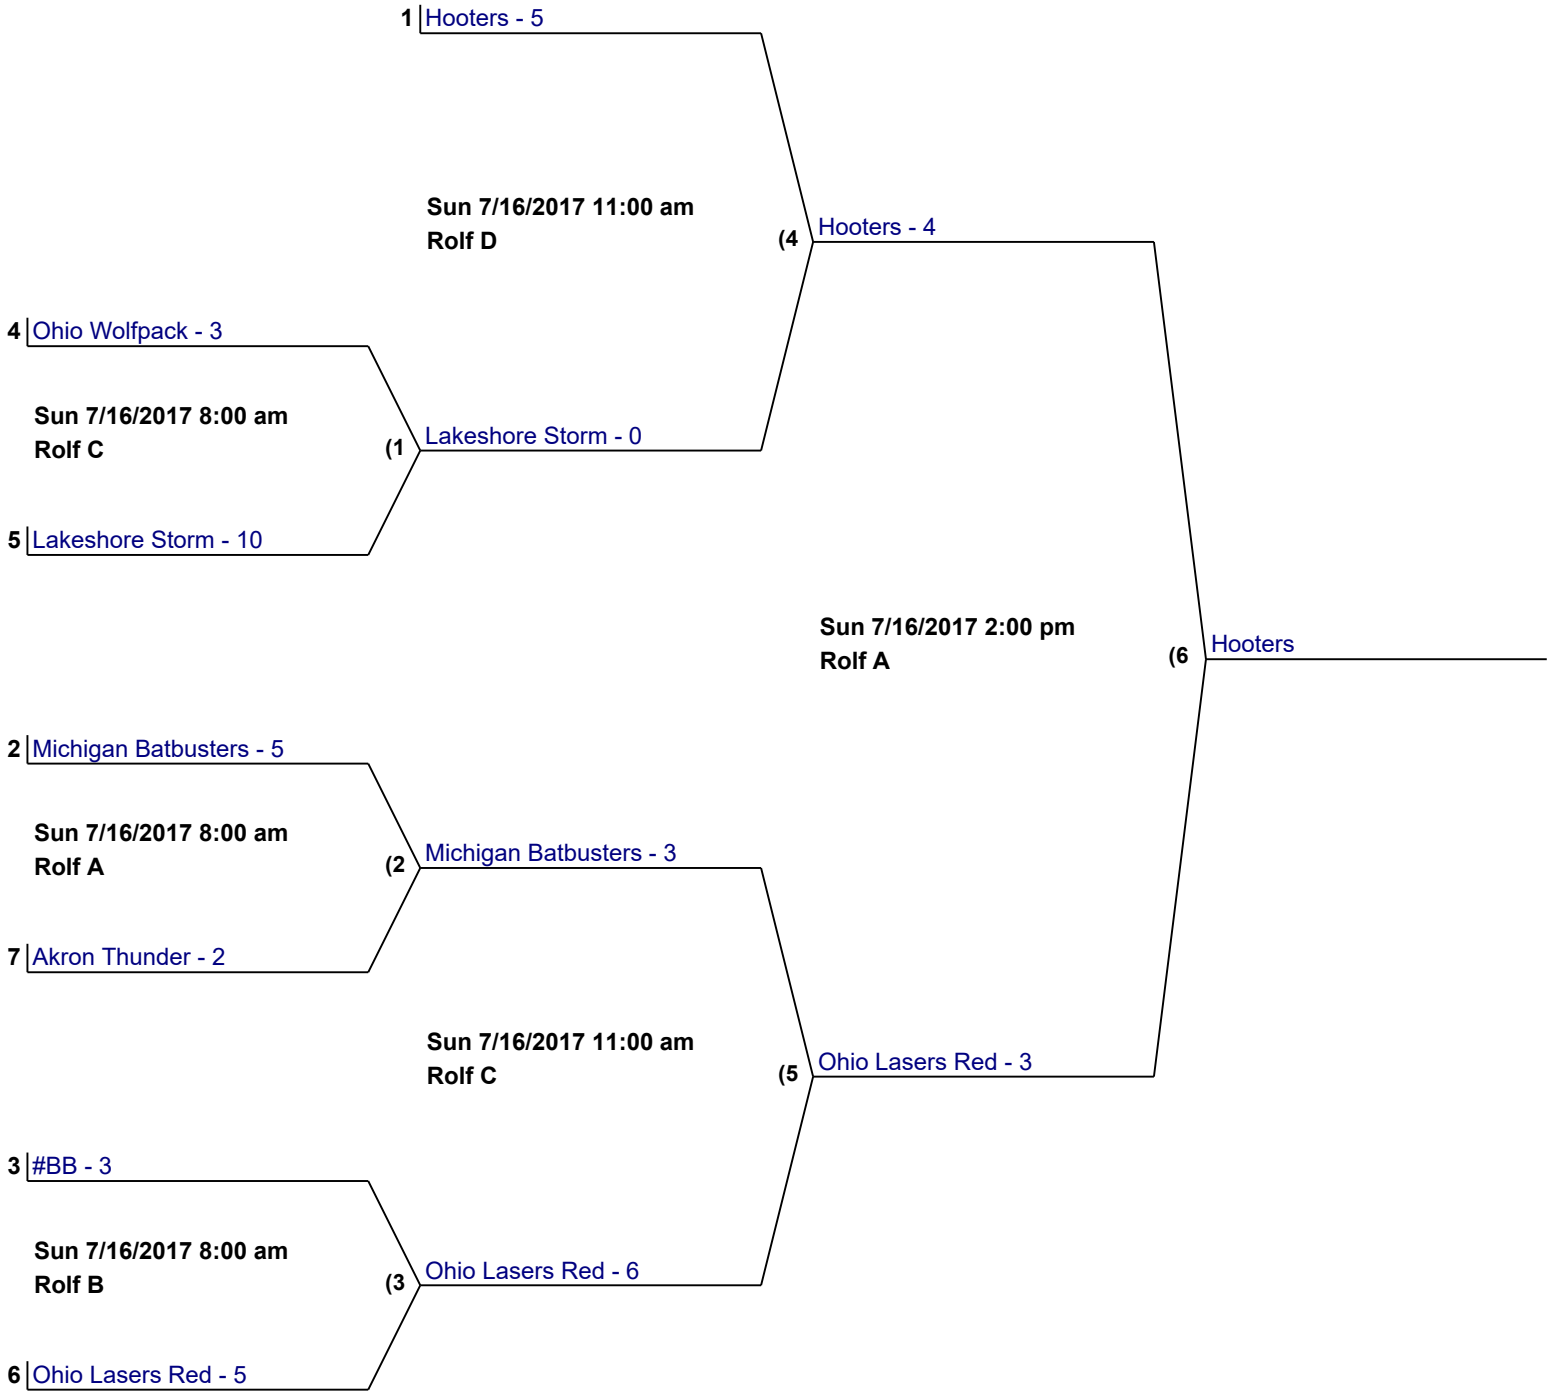 1 Hooters - 5
Sun 7/16/2017 11:00 am
Rolf D
(4 Hooters - 4
4 Ohio Wolfpack - 3
Sun 7/16/2017 8:00 am
Rolf C
(1 Lakeshore Storm - 0
5 Lakeshore Storm - 10
Sun 7/16/2017 2:00 pm
Rolf A
(6 Hooters
2 Michigan Batbusters - 5
Sun 7/16/2017 8:00 am
Rolf A
(2 Michigan Batbusters - 3
7 Akron Thunder - 2
Sun 7/16/2017 11:00 am
Rolf C
(5 Ohio Lasers Red - 3
3 #BB - 3
Sun 7/16/2017 8:00 am
Rolf B
(3 Ohio Lasers Red - 6
6 Ohio Lasers Red - 5